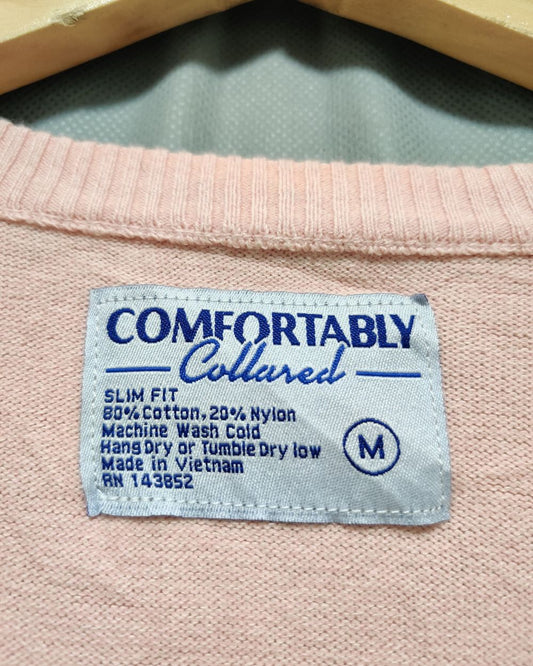 COMFORTABLY
Collared
SLIM FIT
80% Cotton, 20% Nylon
Machine Wash Cold
Hang Dry or Tumble Dry low
Made in Vietnam
RN 143852
M